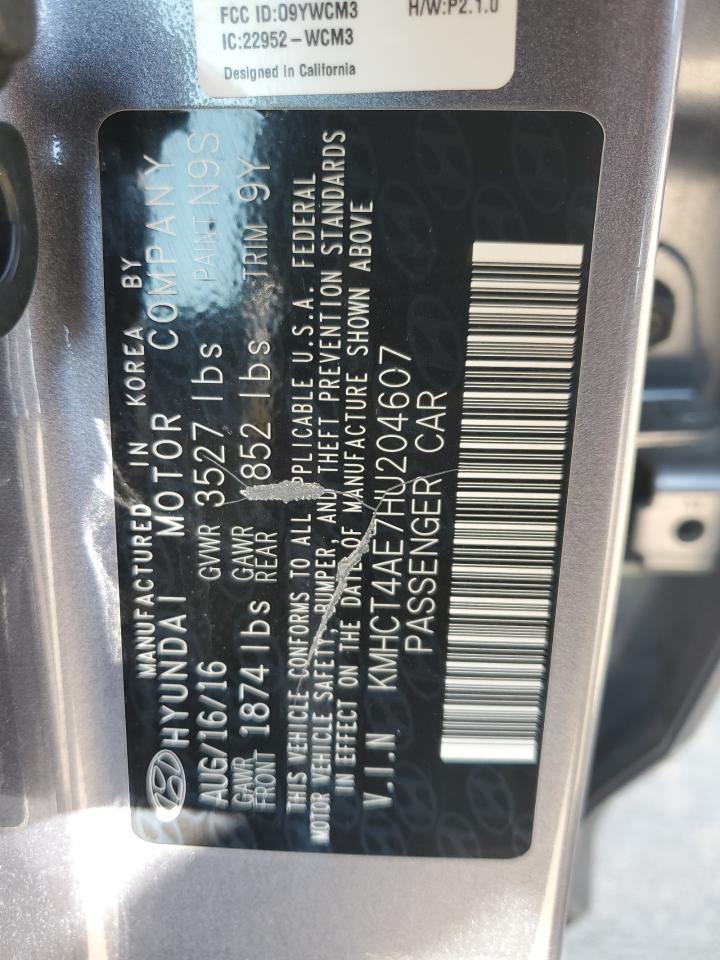 FCC ID:O9YWCM3
H/W:P2.1.0
IC:22952-WCM3
Designed in California
MANUFACTURED IN KOREA BY
HYUNDAI MOTOR COMPANY
AUG/16/16 GVWR 3527 lbs PAINT N9S
GAWR FRONT 1874 lbs GAWR REAR 1852 lbs TRIM 9Y
THIS VEHICLE CONFORMS TO ALL APPLICABLE U.S.A. FEDERAL
MOTOR VEHICLE SAFETY, BUMPER, AND THEFT PREVENTION STANDARDS
IN EFFECT ON THE DATE OF MANUFACTURE SHOWN ABOVE
V.I.N KMHCT4AE7HU204607
PASSENGER CAR